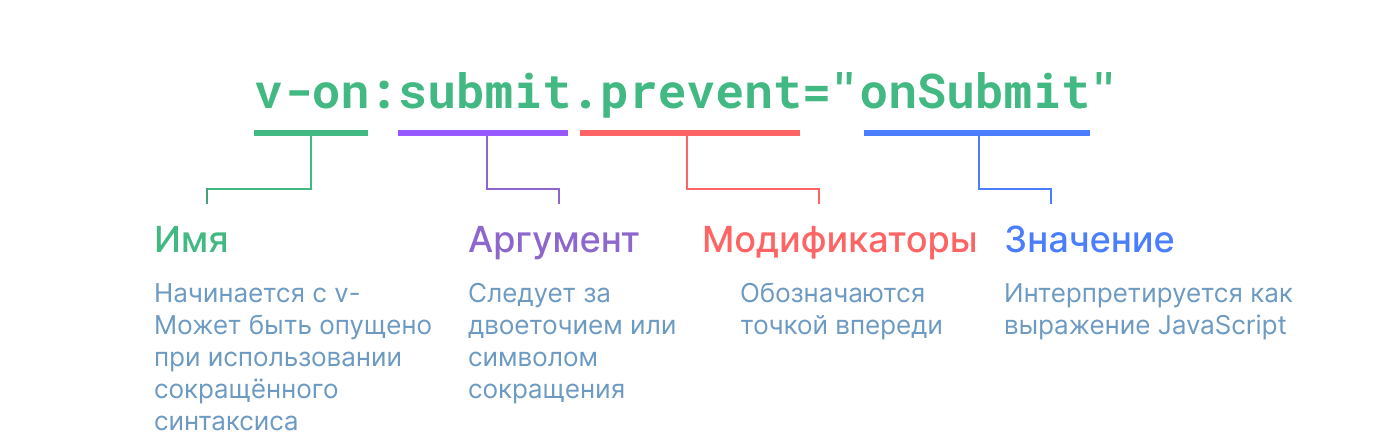 v-on:submit.prevent="onSubmit"
Имя
Начинается с v-
Может быть опущено
при использовании
сокращённого
синтаксиса
Аргумент
Следует за
двоеточием или
символом
сокращения
Модификаторы
Обозначаются
точкой впереди
Значение
Интерпретируется как
выражение JavaScript